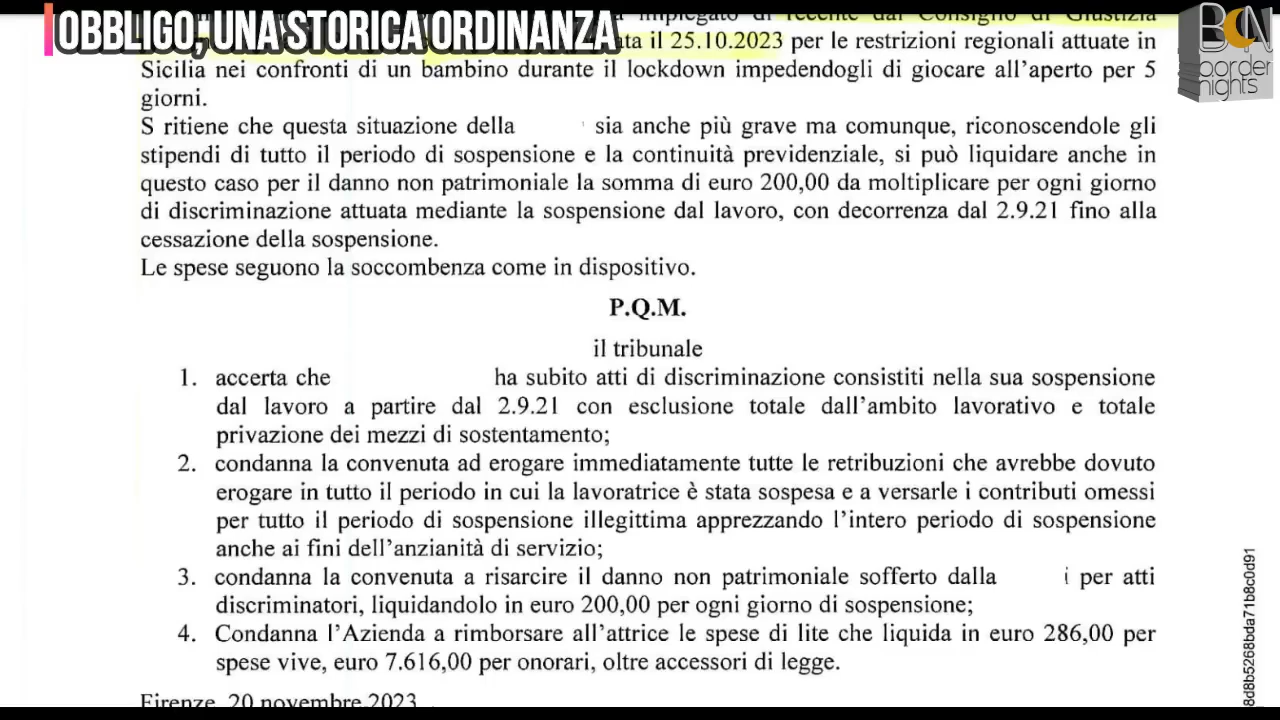 OBBLIGO, UNA STORICA ORDINANZA
impiegato di recente dal Consiglio di Giustizia
ta il 25.10.2023 per le restrizioni regionali attuate in
Sicilia nei confronti di un bambino durante il lockdown impedendogli di giocare all'aperto per 5
giorni.
S ritiene che questa situazione della sia anche più grave ma comunque, riconoscendole gli
stipendi di tutto il periodo di sospensione e la continuità previdenziale, si può liquidare anche in
questo caso per il danno non patrimoniale la somma di euro 200,00 da moltiplicare per ogni giorno
di discriminazione attuata mediante la sospensione dal lavoro, con decorrenza dal 2.9.21 fino alla
cessazione della sospensione.
Le spese seguono la soccombenza come in dispositivo.
P.Q.M.
il tribunale
1. accerta che ha subito atti di discriminazione consistiti nella sua sospensione
dal lavoro a partire dal 2.9.21 con esclusione totale dall'ambito lavorativo e totale
privazione dei mezzi di sostentamento;
2. condanna la convenuta ad erogare immediatamente tutte le retribuzioni che avrebbe dovuto
erogare in tutto il periodo in cui la lavoratrice è stata sospesa e a versarle i contributi omessi
per tutto il periodo di sospensione illegittima apprezzando l'intero periodo di sospensione
anche ai fini dell'anzianità di servizio;
3. condanna la convenuta a risarcire il danno non patrimoniale sofferto dalla i per atti
discriminatori, liquidandolo in euro 200,00 per ogni giorno di sospensione;
4. Condanna l'Azienda a rimborsare all'attrice le spese di lite che liquida in euro 286,00 per
spese vive, euro 7.616,00 per onorari, oltre accessori di legge.
Firenze, 20 novembre 2023
BCN
border
nights
8d8b5268bda71b8c0d91